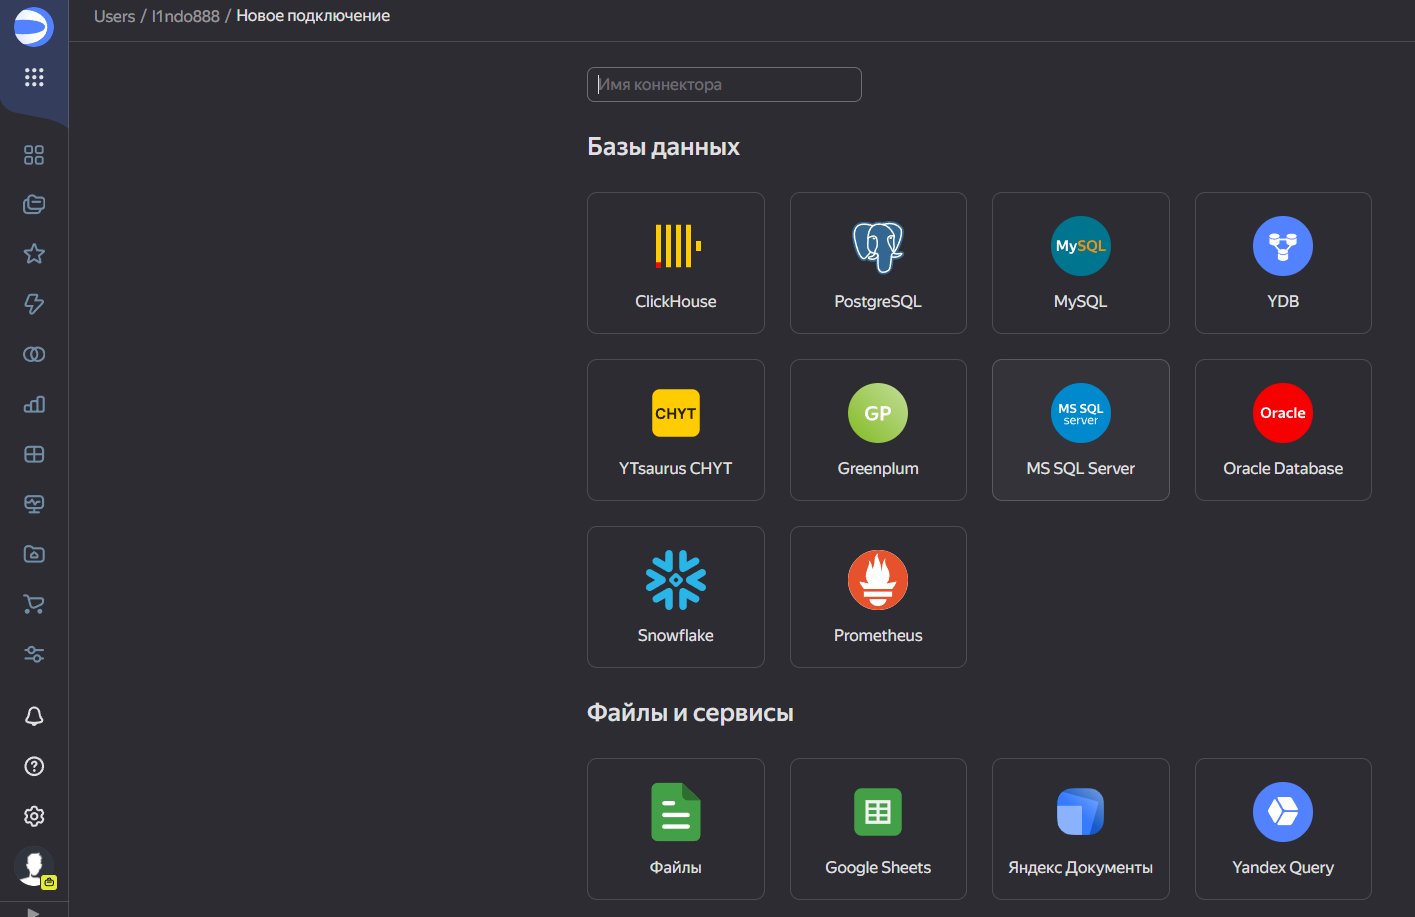 Users / l1ndo888 / Новое подключение
Имя коннектора
Базы данных
ClickHouse
PostgreSQL
MySQL
MySQL
YDB
CHYT
YTsaurus CHYT
GP
Greenplum
MS SQL
server
MS SQL Server
Oracle
Oracle Database
Snowflake
Prometheus
Файлы и сервисы
Файлы
Google Sheets
Яндекс Документы
Yandex Query